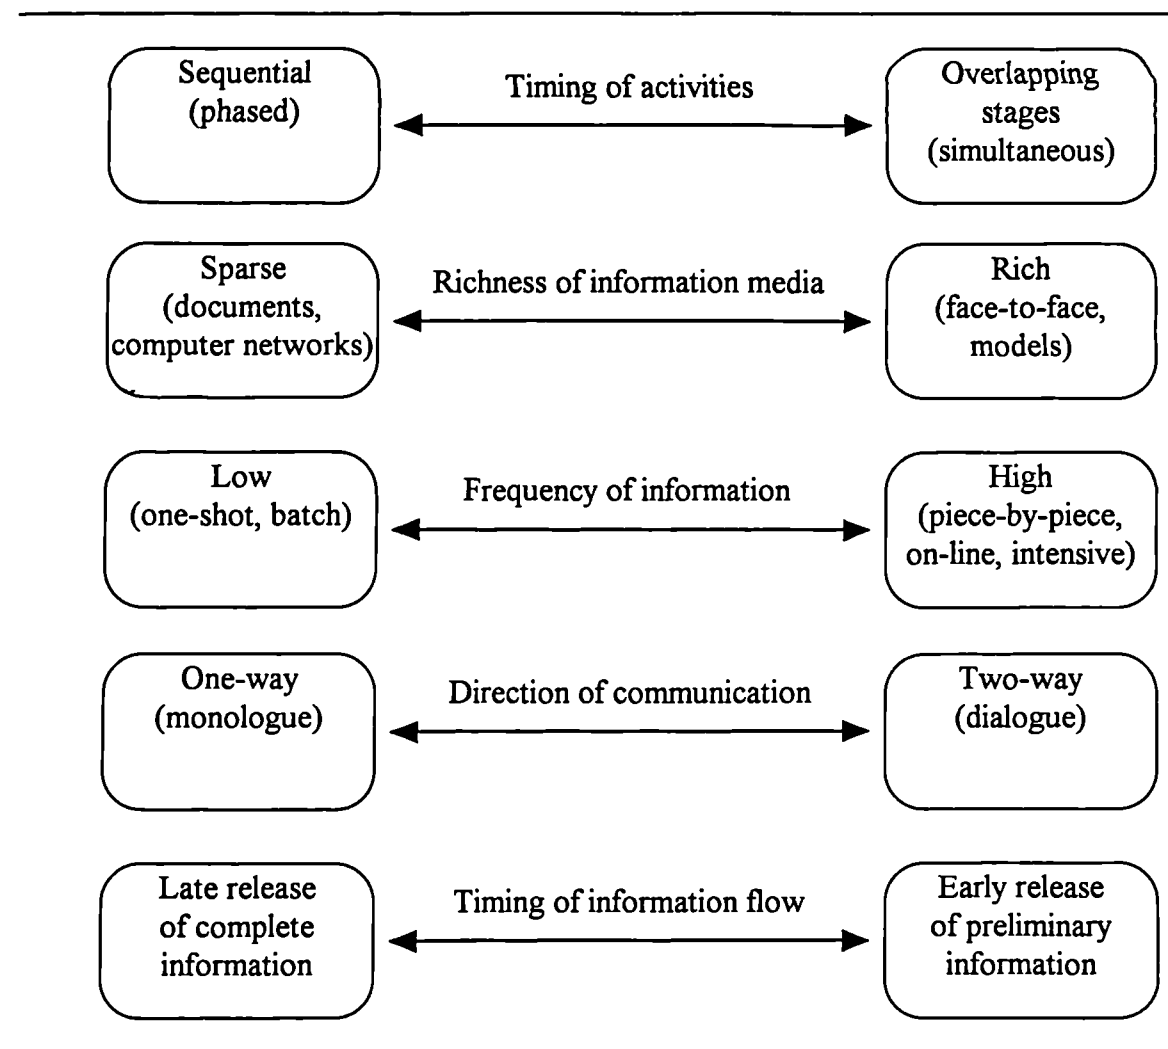 Sequential
(phased)
Timing of activities
Overlapping
stages
(simultaneous)
Sparse
(documents,
computer networks)
Richness of information media
Rich
(face-to-face,
models)
Low
(one-shot, batch)
Frequency of information
High
(piece-by-piece,
on-line, intensive)
One-way
(monologue)
Direction of communication
Two-way
(dialogue)
Late release
of complete
information
Timing of information flow
Early release
of preliminary
information